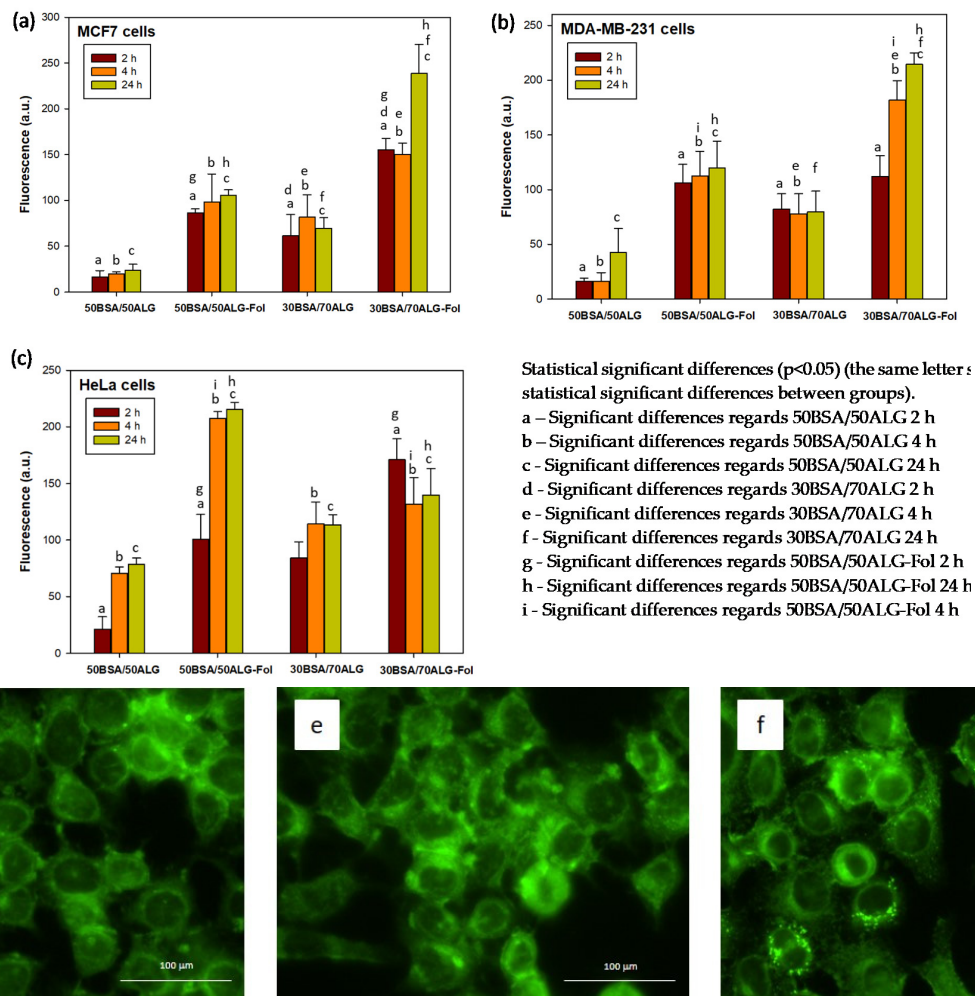 (a)
MCF7 cells
2 h
4 h
24 h
Fluorescence (a.u.)
300
250
200
150
100
50
0
a b c
g a b h c
d a e b f c
g d a e b h f c
50BSA/50ALG 50BSA/50ALG-Fol 30BSA/70ALG 30BSA/70ALG-Fol
(b)
MDA-MB-231 cells
2 h
4 h
24 h
Fluorescence (a.u.)
250
200
150
100
50
0
a b c
a i b h c
a e b f
a i e b h f c
50BSA/50ALG 50BSA/50ALG-Fol 30BSA/70ALG 30BSA/70ALG-Fol
(c)
HeLa cells
2 h
4 h
24 h
Fluorescence (a.u.)
250
200
150
100
50
0
a b c
g a i b h c
b c
g a i b h c
50BSA/50ALG 50BSA/50ALG-Fol 30BSA/70ALG 30BSA/70ALG-Fol
Statistical significant differences (p<0.05) (the same letter
statistical significant differences between groups).
a – Significant differences regards 50BSA/50ALG 2 h
b – Significant differences regards 50BSA/50ALG 4 h
c - Significant differences regards 50BSA/50ALG 24 h
d - Significant differences regards 30BSA/70ALG 2 h
e - Significant differences regards 30BSA/70ALG 4 h
f - Significant differences regards 30BSA/70ALG 24 h
g - Significant differences regards 50BSA/50ALG-Fol 2 h
h - Significant differences regards 50BSA/50ALG-Fol 24 h
i - Significant differences regards 50BSA/50ALG-Fol 4 h
100 µm
e
100 µm
f